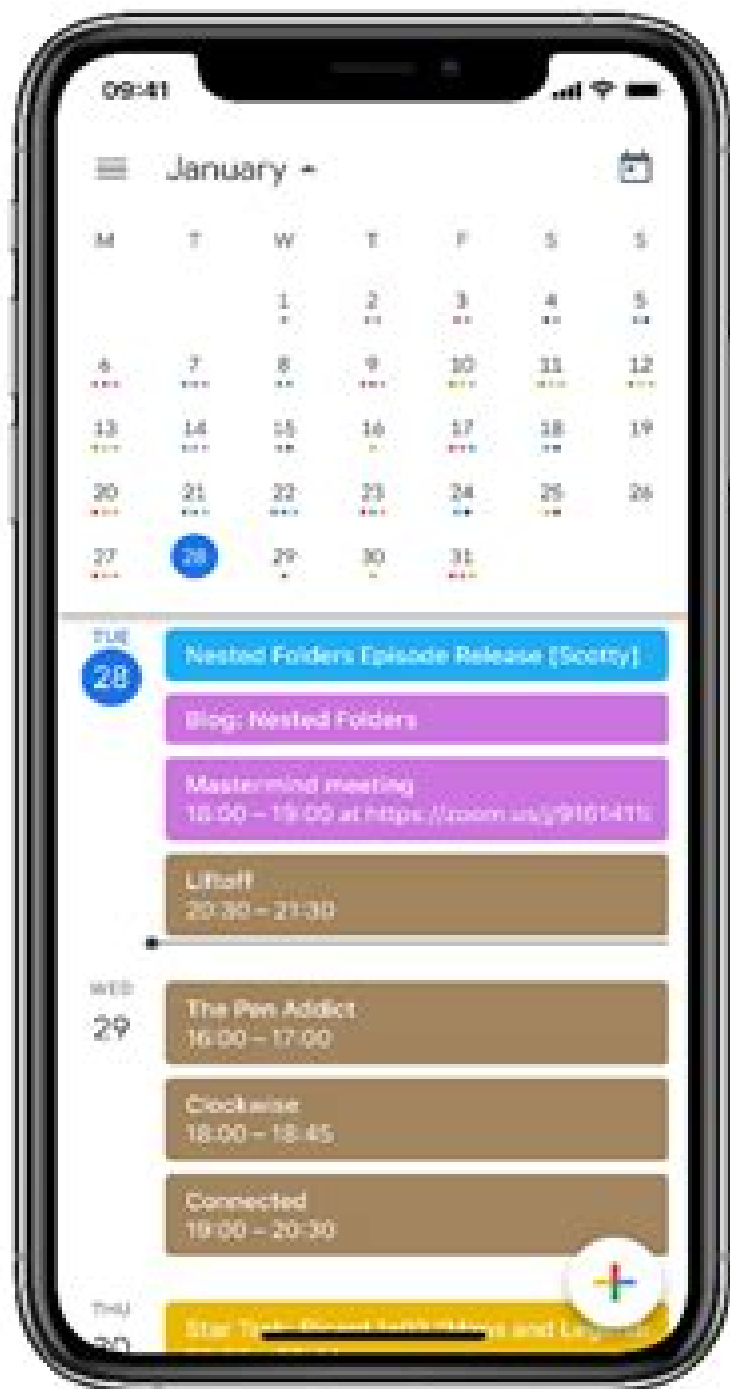 09:41
January
M T W T F S S
1 2 3 4 5
6 7 8 9 10 11 12
13 14 15 16 17 18 19
20 21 22 23 24 25 26
27 28 29 30 31
TUE
28
Nested Folders Episode Release [Scotty]
Blog: Nested Folders
Mastermind meeting
18:00 – 19:00 at https://zoom.us/j/9161411
Liftoff
20:30 – 21:30
WED
29
The Pen Addict
16:00 – 17:00
Clockwise
18:00 – 18:45
Connected
19:00 – 20:30
THU
30
Star and